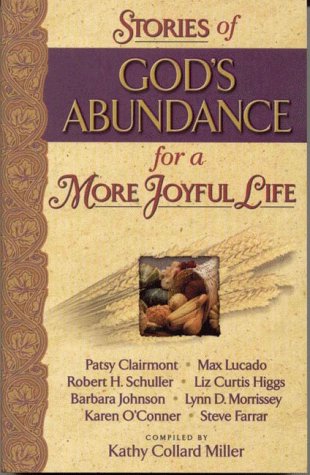 STORIES of
GOD'S
ABUNDANCE
for a
MORE JOYFUL LIFE
Patsy Clairmont • Max Lucado
Robert H. Schuller • Liz Curtis Higgs
Barbara Johnson • Lynn D. Morrissey
Karen O'Conner • Steve Farrar
COMPILED BY
Kathy Collard Miller